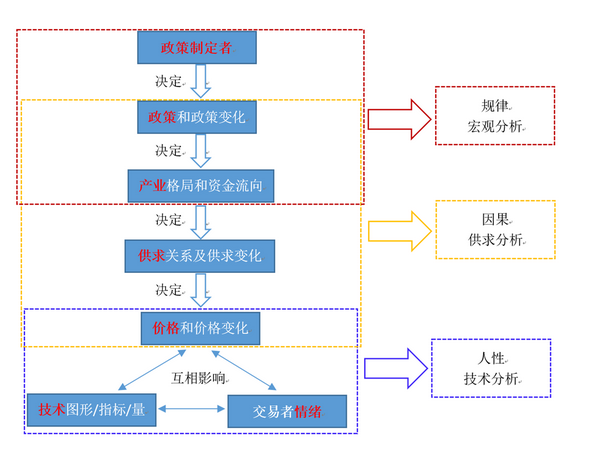 政策制定者
决定
政策和政策变化
规律
宏观分析
决定
产业格局和资金流向
决定
因果
供求分析
供求关系及供求变化
决定
价格和价格变化
人性
技术分析
互相影响
技术图形/指标/量
交易者情绪